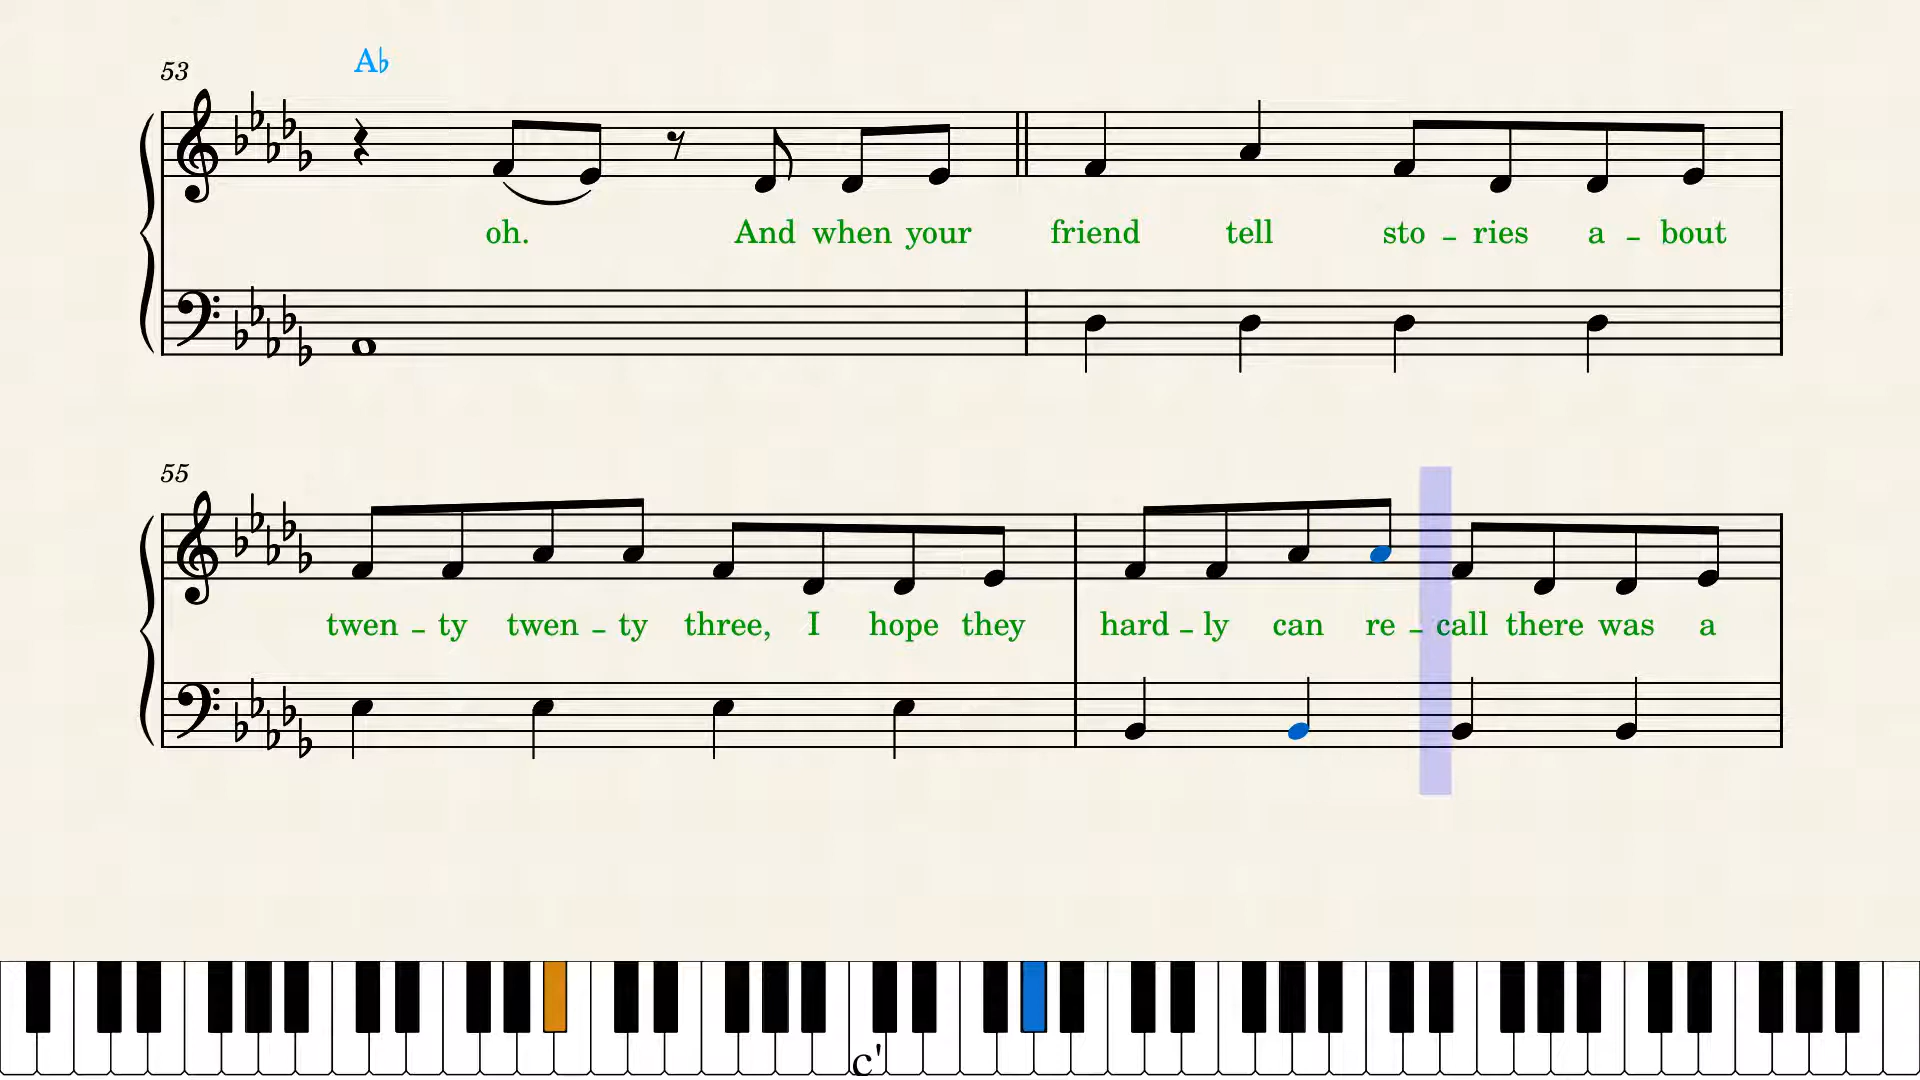 53
A♭
oh. And when your friend tell sto – ries a – bout
55
twen – ty twen – ty three, I hope they hard – ly can re – call there was a
c'